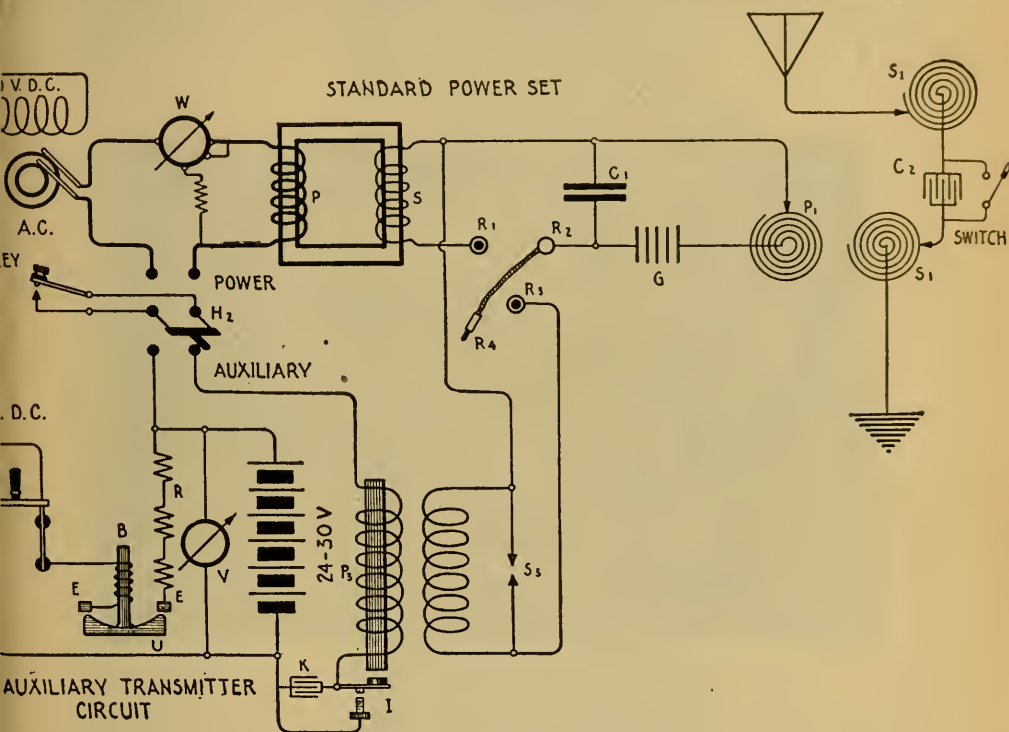 V. D.C.
STANDARD POWER SET
W
P
S
C1
R1
R2
G
P1
S1
C2
SWITCH
S1
A.C.
EY
POWER
H2
R3
R4
AUXILIARY
. D.C.
R
B
V
24-30 V
P3
S3
E
E
U
K
I
AUXILIARY TRANSMITTER
CIRCUIT